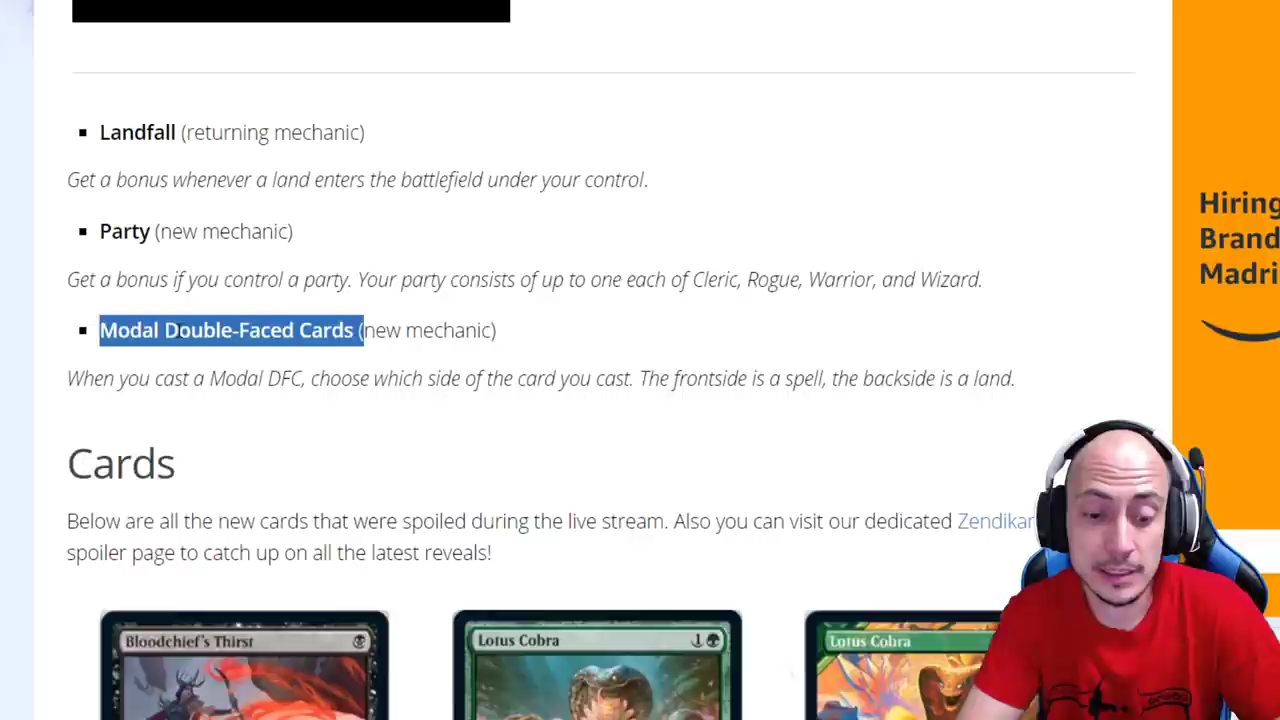 Landfall (returning mechanic)
Get a bonus whenever a land enters the battlefield under your control.
Party (new mechanic)
Get a bonus if you control a party. Your party consists of up to one each of Cleric, Rogue, Warrior, and Wizard.
Modal Double-Faced Cards (new mechanic)
When you cast a Modal DFC, choose which side of the card you cast. The frontside is a spell, the backside is a land.
Hiring
Brand
Madri
Cards
Below are all the new cards that were spoiled during the live stream. Also you can visit our dedicated Zendikar
spoiler page to catch up on all the latest reveals!
Bloodchief's Thirst
Lotus Cobra 1
Lotus Cobra